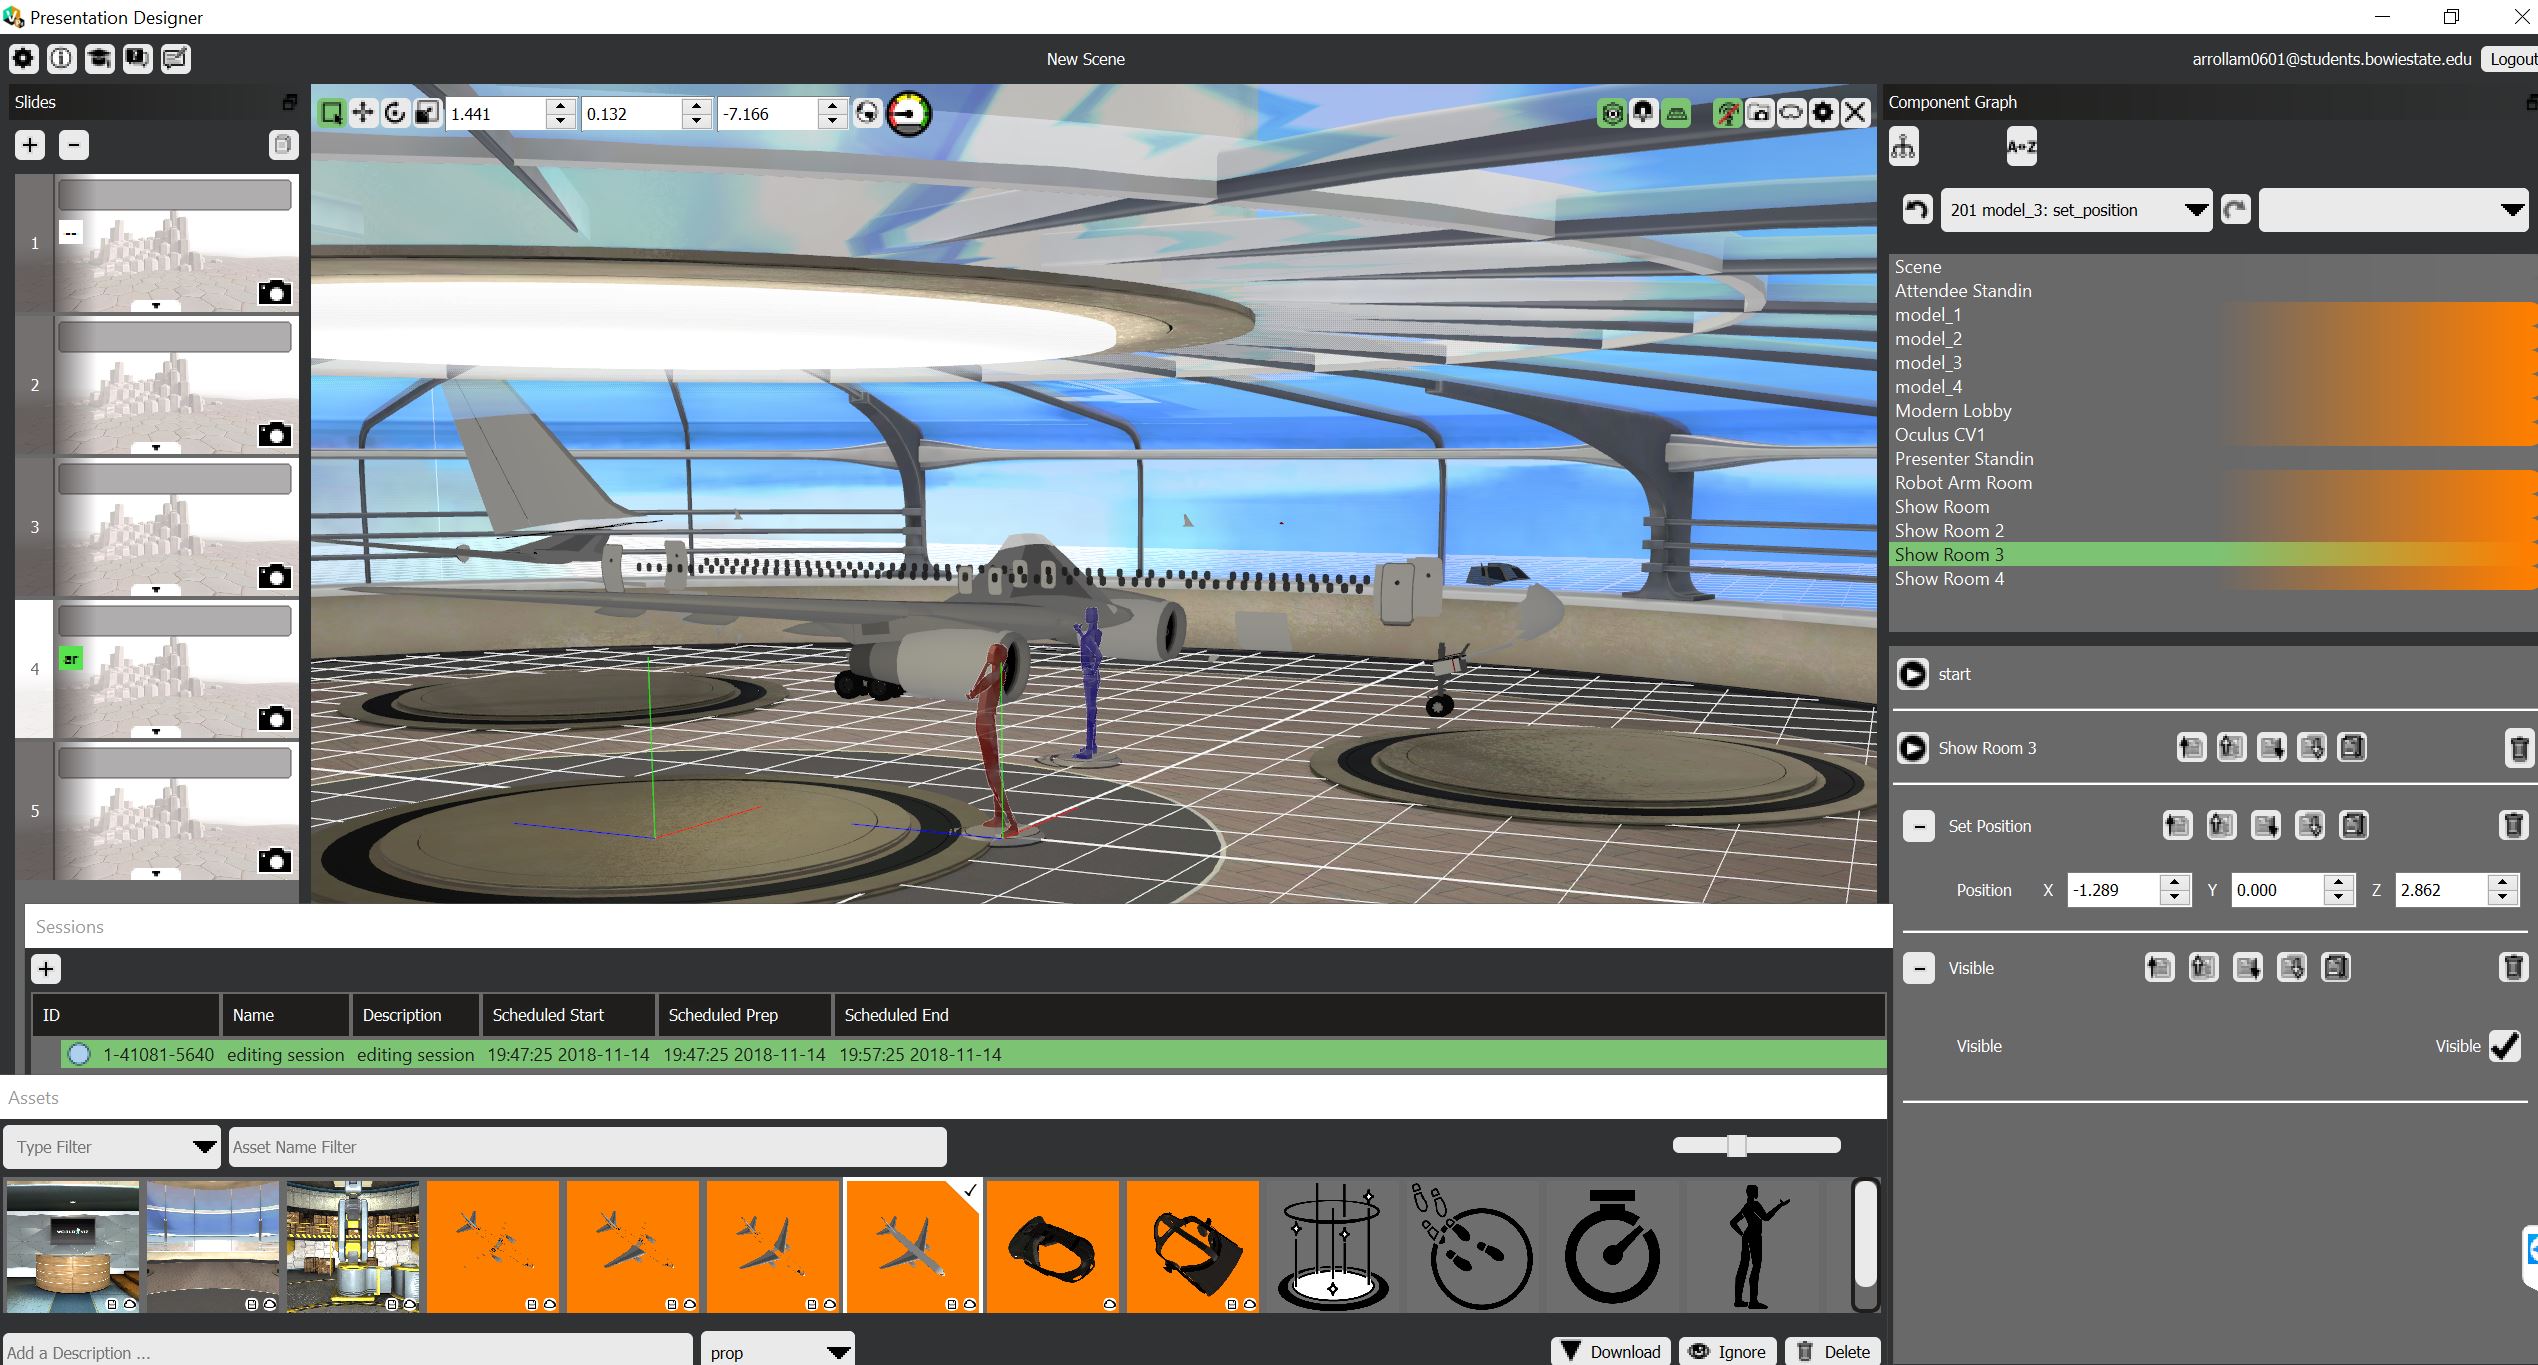 Presentation Designer
New Scene
arrollam0601@students.bowiestate.edu
Logout
Slides
1.441
0.132
-7.166
Component Graph
A↔Z
1
--
2
3
4
ar
5
201 model_3: set_position
Scene
Attendee Standin
model_1
model_2
model_3
model_4
Modern Lobby
Oculus CV1
Presenter Standin
Robot Arm Room
Show Room
Show Room 2
Show Room 3
Show Room 4
start
Show Room 3
Set Position
Position X -1.289 Y 0.000 Z 2.862
Visible
Visible Visible
Sessions
ID Name Description Scheduled Start Scheduled Prep Scheduled End
1-41081-5640 editing session editing session 19:47:25 2018-11-14 19:47:25 2018-11-14 19:57:25 2018-11-14
Assets
Type Filter
Asset Name Filter
Add a Description ...
prop
Download
Ignore
Delete